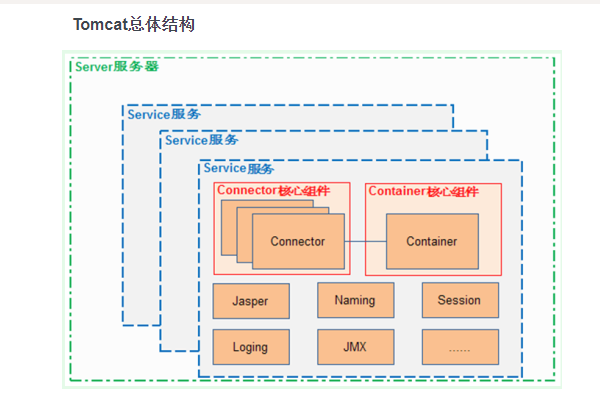 Tomcat总体结构
Server服务器
Service服务
Service服务
Service服务
Connector核心组件
Container核心组件
Connector
Container
Jasper
Naming
Session
Loging
JMX
......